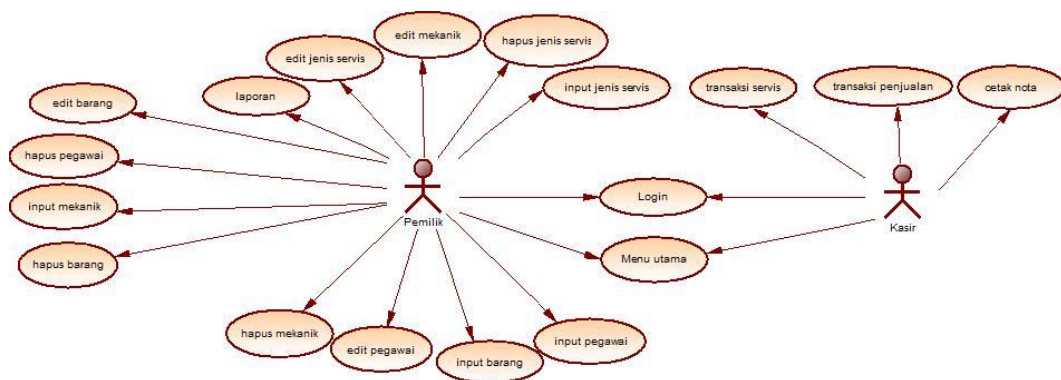 edit mekanik
hapus jenis servis
edit jenis servis
input jenis servis
laporan
edit barang
transaksi servis
transaksi penjualan
cetak nota
hapus pegawai
input mekanik
hapus barang
Pemilik
Login
Menu utama
Kasir
hapus mekanik
edit pegawai
input barang
input pegawai